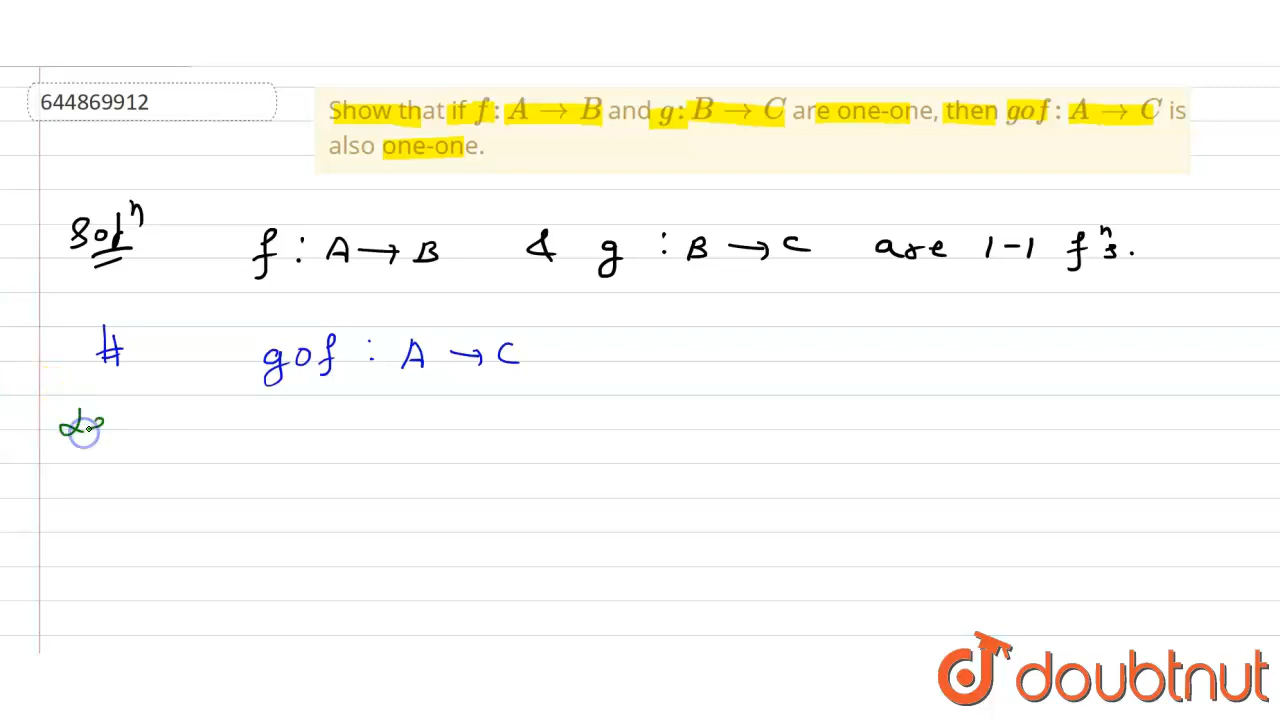 644869912
Show that if f : A → B and g : B → C are one-one, then gof : A → C is
also one-one.
Solⁿ f : A → B & g : B → C are 1-1 fⁿs.
# gof : A → C
doubtnut